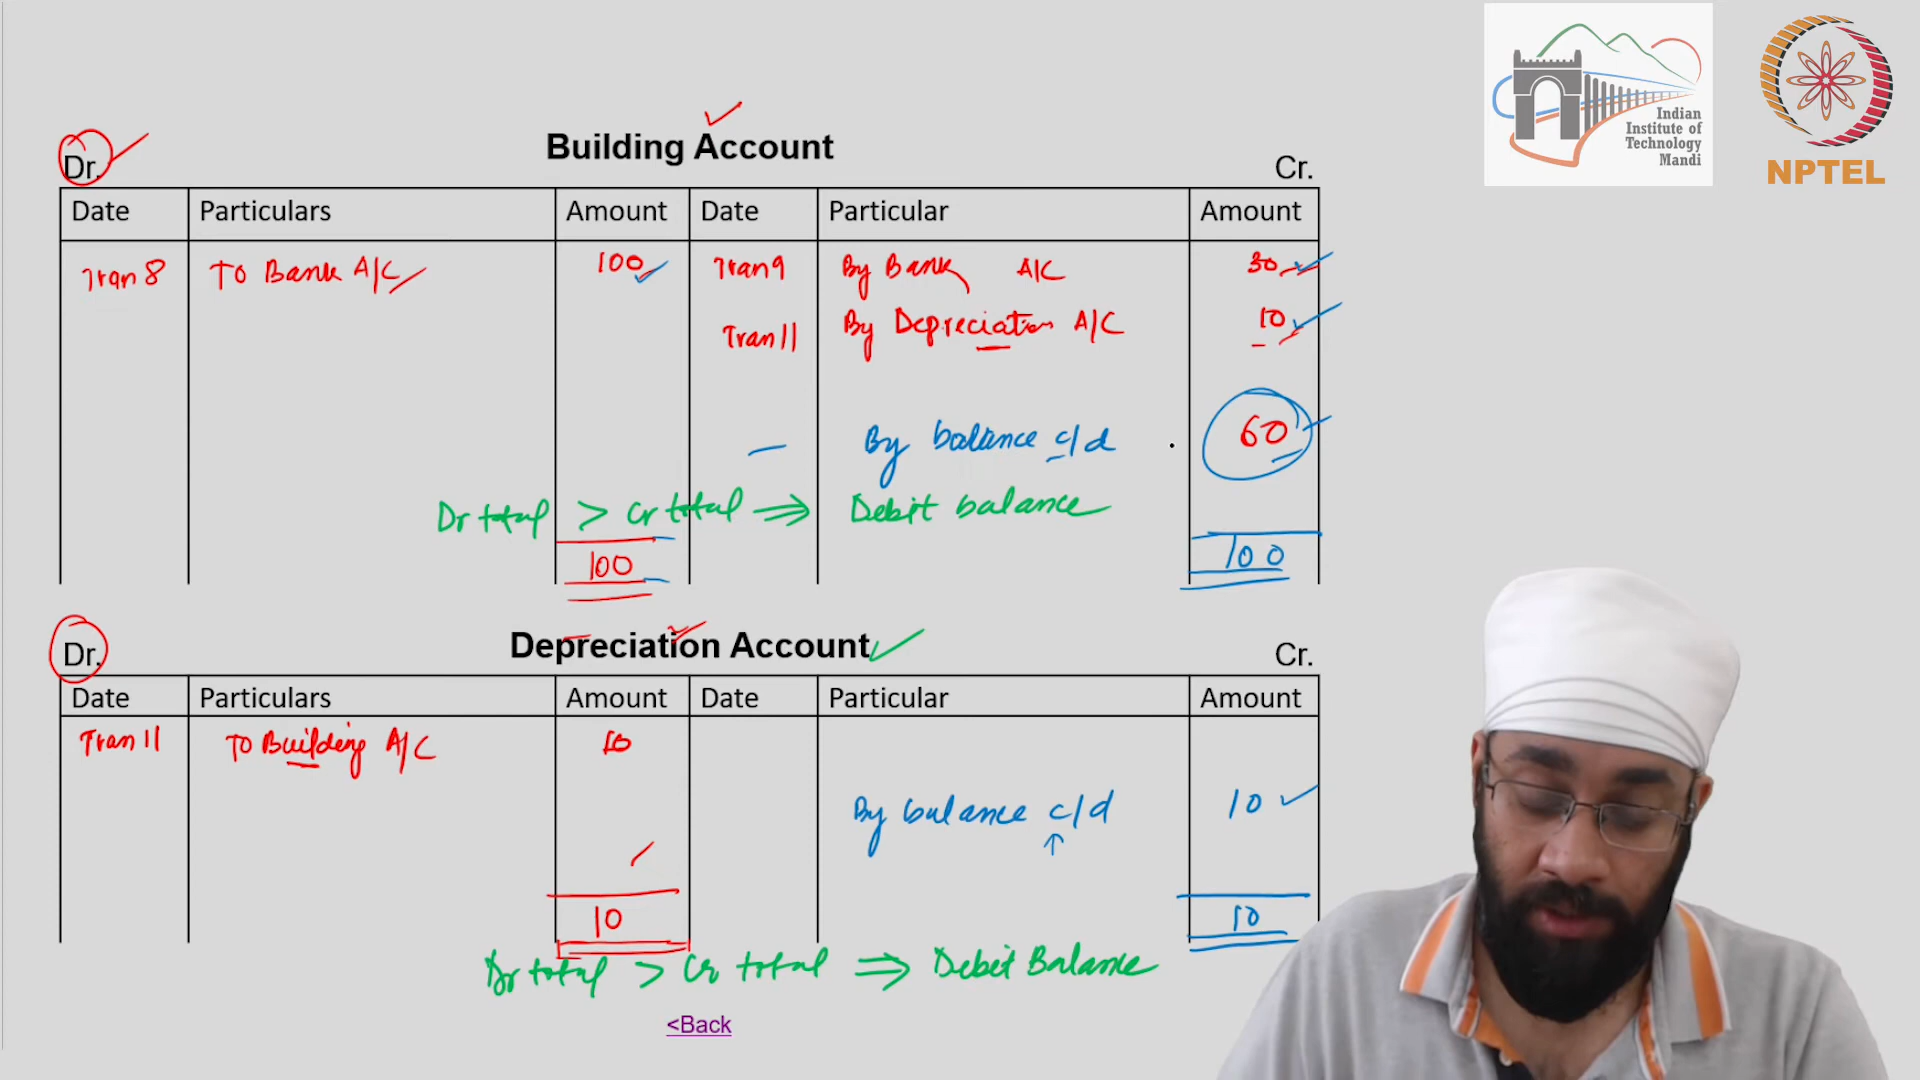 Indian
Institute of
Technology
Mandi
NPTEL
Building Account
Dr. Cr.
Date Particulars Amount Date Particular Amount
Tran 8 To Bank A/C 100 Tran 9 By Bank A/C 30
Tran 11 By Depreciation A/C 10
By balance c/d 60
Dr total > Cr total ⇒ Debit balance
100 100
Depreciation Account
Dr. Cr.
Date Particulars Amount Date Particular Amount
Tran 11 To Building A/C 10
By balance c/d 10
10 10
Dr total > Cr total ⇒ Debit Balance
<Back